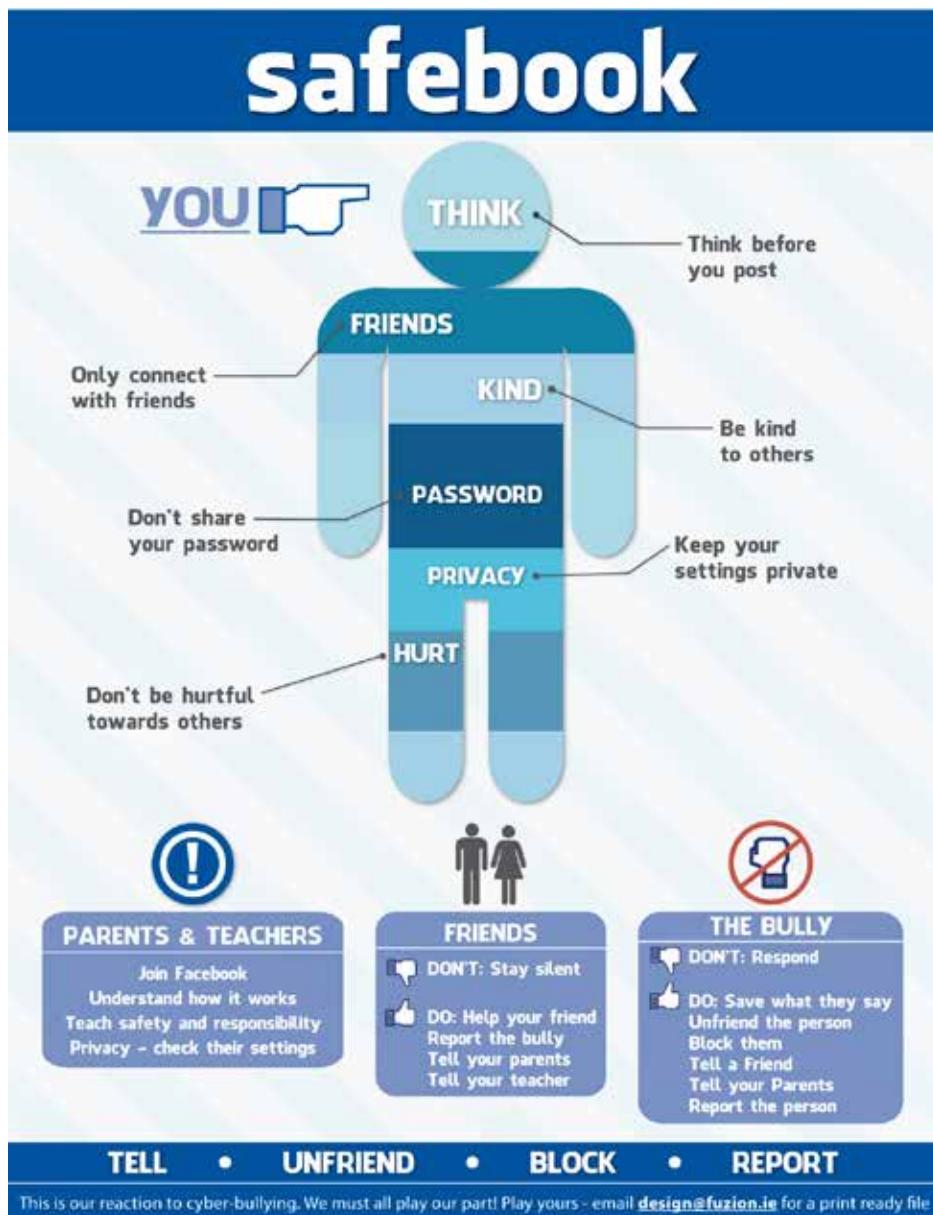 safebook
YOU
THINK
Think before
you post
FRIENDS
Only connect
with friends
KIND
Be kind
to others
PASSWORD
Don't share
your password
PRIVACY
Keep your
settings private
HURT
Don't be hurtful
towards others
!
PARENTS & TEACHERS
Join Facebook
Understand how it works
Teach safety and responsibility
Privacy – check their settings
FRIENDS
DON'T: Stay silent
DO: Help your friend
Report the bully
Tell your parents
Tell your teacher
THE BULLY
DON'T: Respond
DO: Save what they say
Unfriend the person
Block them
Tell a Friend
Tell your Parents
Report the person
TELL • UNFRIEND • BLOCK • REPORT
This is our reaction to cyber-bullying. We must all play our part! Play yours - email design@fuzion.ie for a print ready file